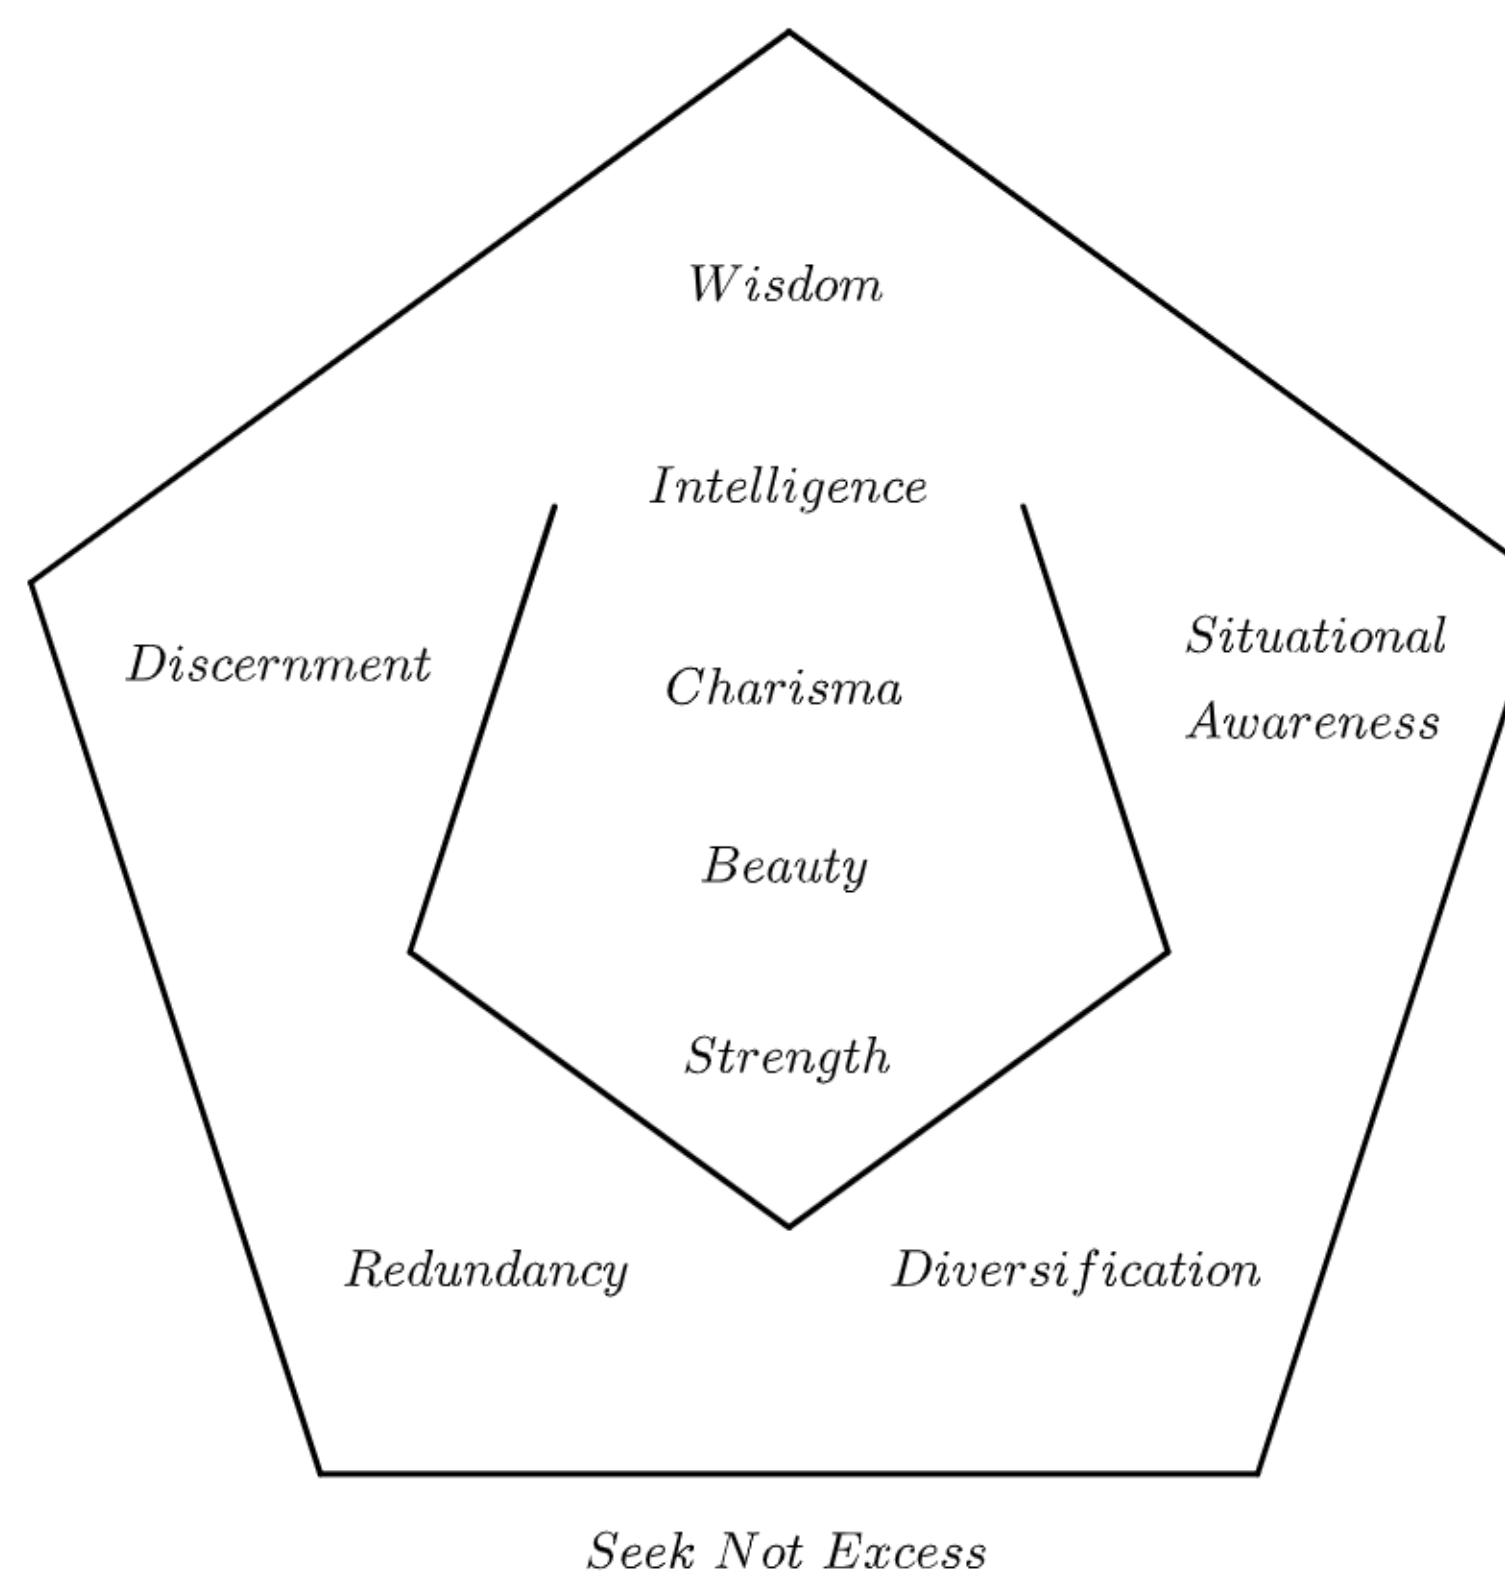 Wisdom
Intelligence
Discernment
Situational
Awareness
Charisma
Beauty
Strength
Redundancy
Diversification
Seek Not Excess